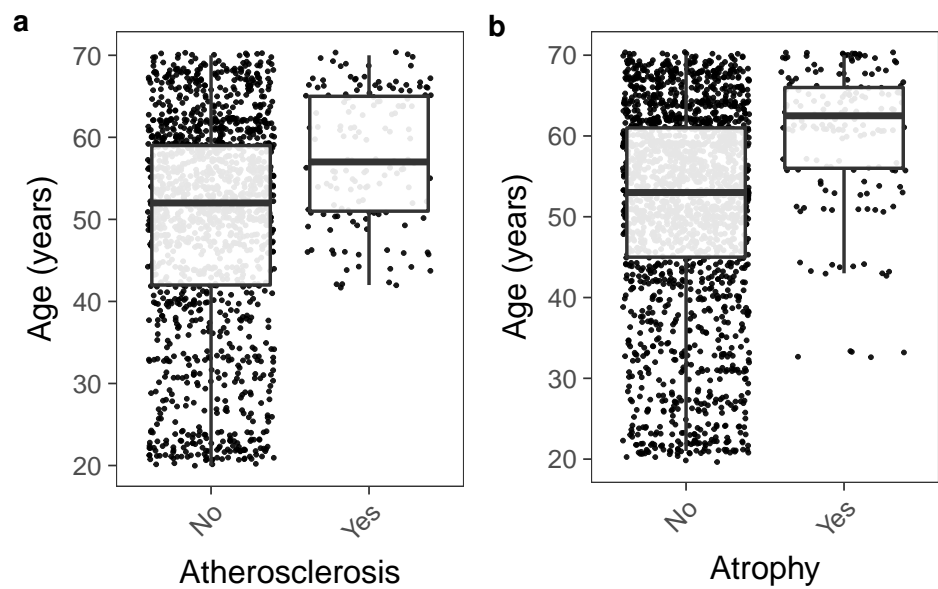 a
Age (years)
70
60
50
40
30
20
No
Yes
Atherosclerosis
b
Age (years)
70
60
50
40
30
20
No
Yes
Atrophy